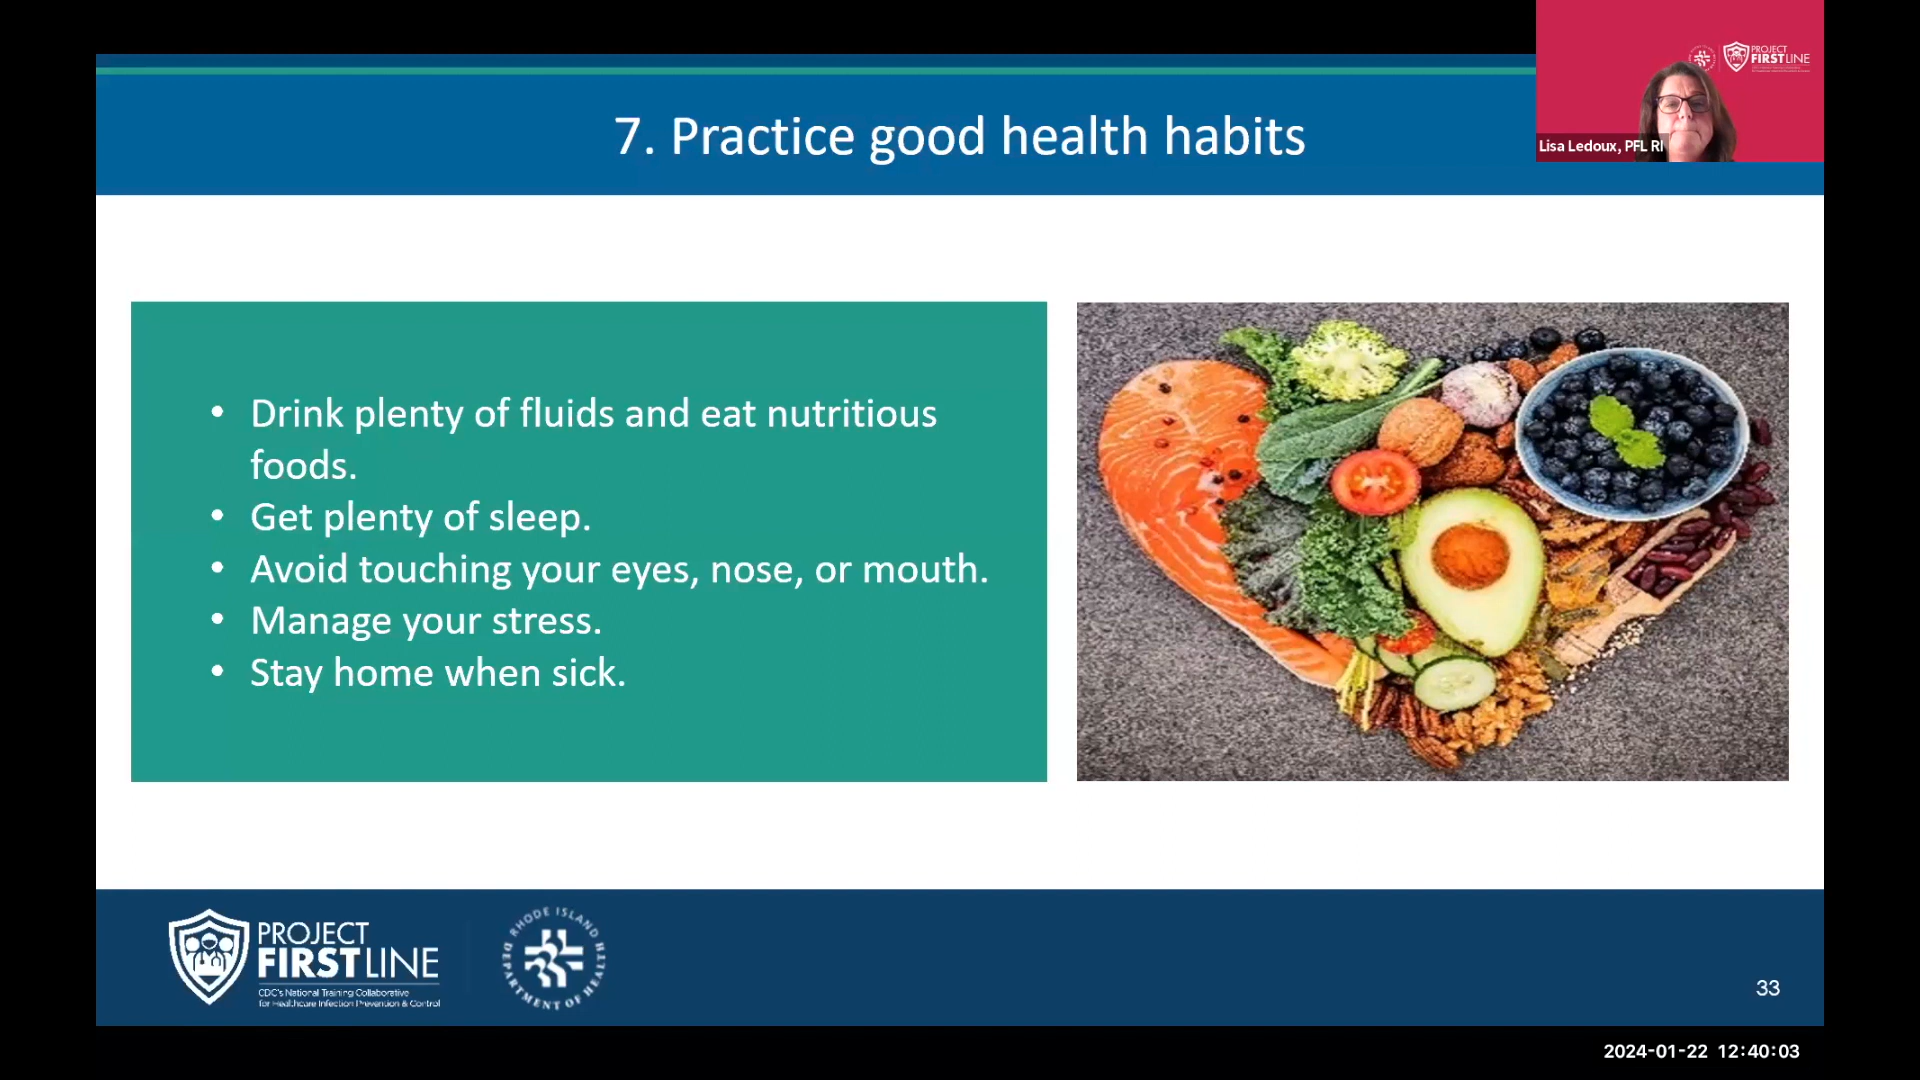 7. Practice good health habits
PROJECT
FIRSTLINE
Lisa Ledoux, PFL RI
• Drink plenty of fluids and eat nutritious
foods.
• Get plenty of sleep.
• Avoid touching your eyes, nose, or mouth.
• Manage your stress.
• Stay home when sick.
PROJECT
FIRSTLINE
CDC's National Training Collaborative
for Healthcare Infection Prevention & Control
RHODE ISLAND
DEPARTMENT OF HEALTH
33
2024-01-22 12:40:03